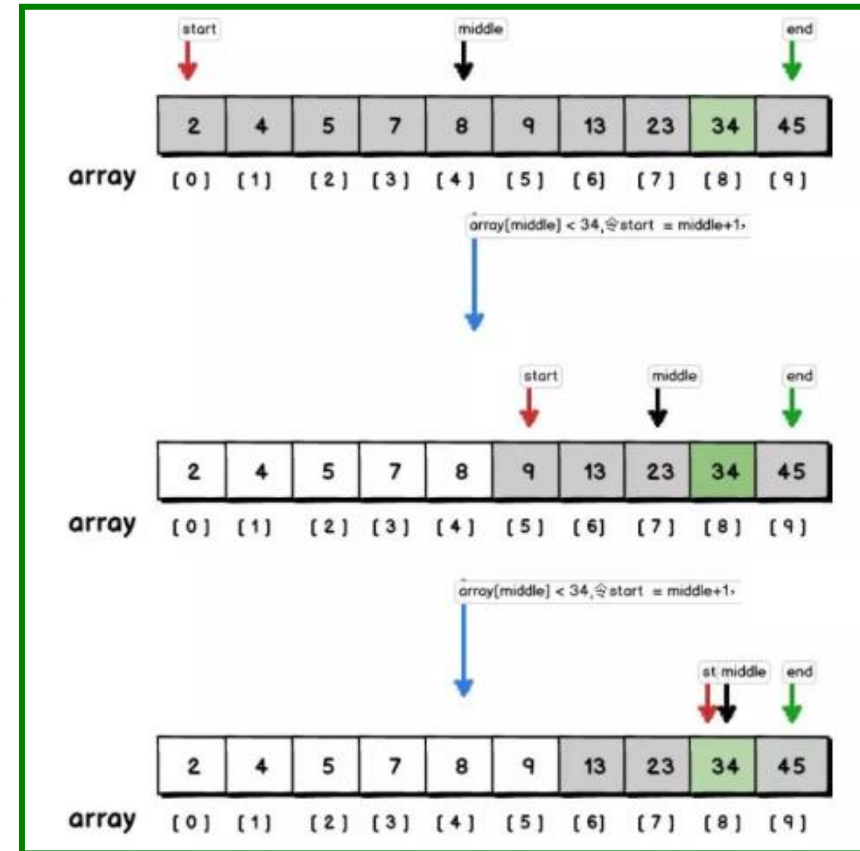 start middle end
2 4 5 7 8 9 13 23 34 45
array [0] [1] [2] [3] [4] [5] [6] [7] [8] [9]
array[middle] < 34,令start = middle+1,
start middle end
2 4 5 7 8 9 13 23 34 45
array [0] [1] [2] [3] [4] [5] [6] [7] [8] [9]
array[middle] < 34,令start = middle+1,
st middle end
2 4 5 7 8 9 13 23 34 45
array [0] [1] [2] [3] [4] [5] [6] [7] [8] [9]